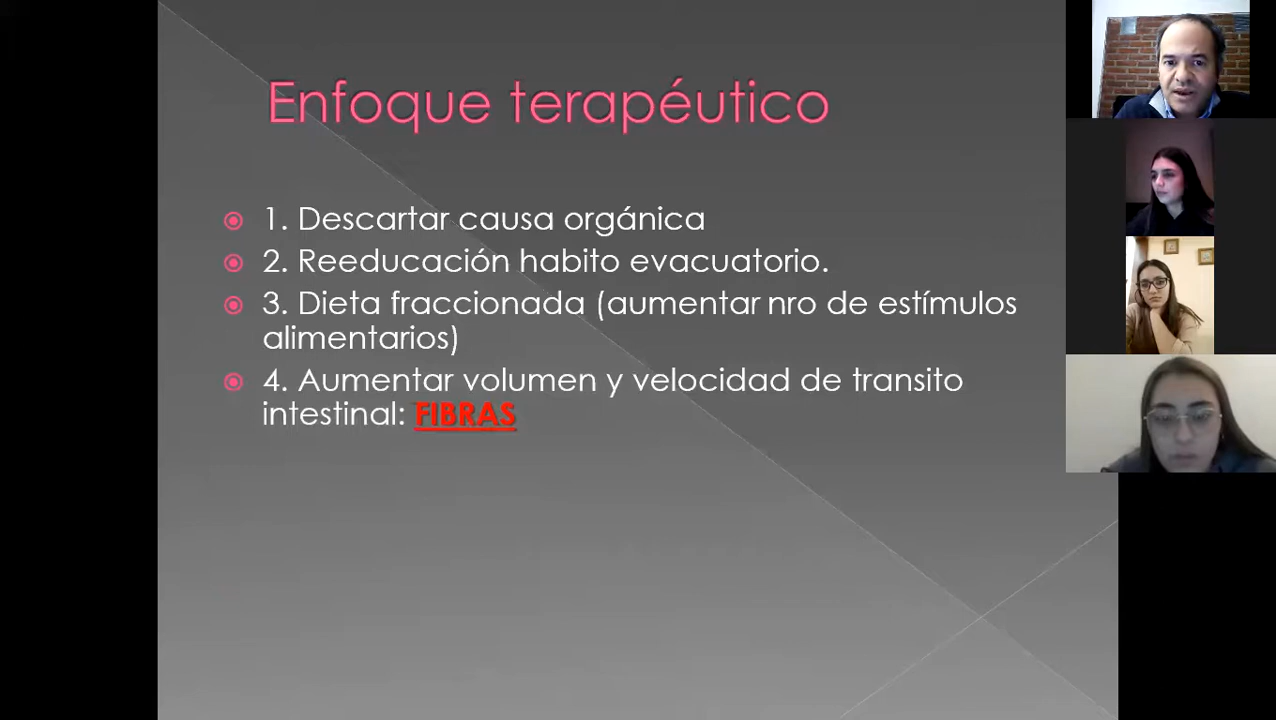 Enfoque terapéutico
1. Descartar causa orgánica
2. Reeducación habito evacuatorio.
3. Dieta fraccionada (aumentar nro de estímulos
alimentarios)
4. Aumentar volumen y velocidad de transito
intestinal: FIBRAS